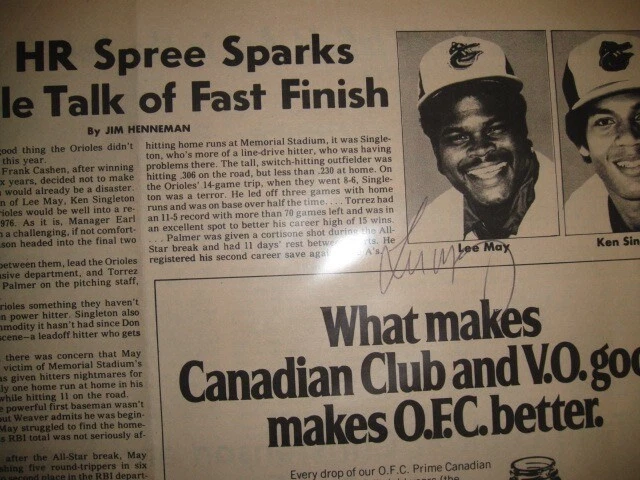 HR Spree Sparks
le Talk of Fast Finish
By JIM HENNEMAN
good thing the Orioles didn't
this year.
Frank Cashen, after winning
x years, decided not to make
would already be a disaster.
n of Lee May, Ken Singleton
rioles would be well into a re-
976. As it is, Manager Earl
a challenging, if not comfort-
son headed into the final two
between them, lead the Orioles
nsive department, and Torrez
Palmer on the pitching staff,
rioles something they haven't
n power hitter. Singleton also
mmodity it hasn't had since Don
scene—a leadoff hitter who gets
there was concern that May
victim of Memorial Stadium's
as given hitters nightmares for
ly one home run at home in his
while hitting 11 on the road.
e powerful first baseman wasn't
but Weaver admits he was begin-
May struggled to find the home-
s RBI total was not seriously af-
after the All-Star break, May
shing five round-trippers in six
second place in the RBI depart-
hitting home runs at Memorial Stadium, it was Single-
ton, who's more of a line-drive hitter, who was having
problems there. The tall, switch-hitting outfielder was
hitting .306 on the road, but less than .230 at home. On
the Orioles' 14-game trip, when they went 8-6, Single-
ton was a terror. He led off three games with home
runs and was on base over half the time. . . . Torrez had
an 11-5 record with more than 70 games left and was in
an excellent spot to better his career high of 15 wins.
. . . Palmer was given a cortisone shot during the All-
Star break and had 11 days' rest between starts. He
registered his second career save against the A's.
Lee May
Ken Sin
What makes
Canadian Club and V.O. goo
makes O.F.C. better.
Every drop of our O.F.C. Prime Canadian